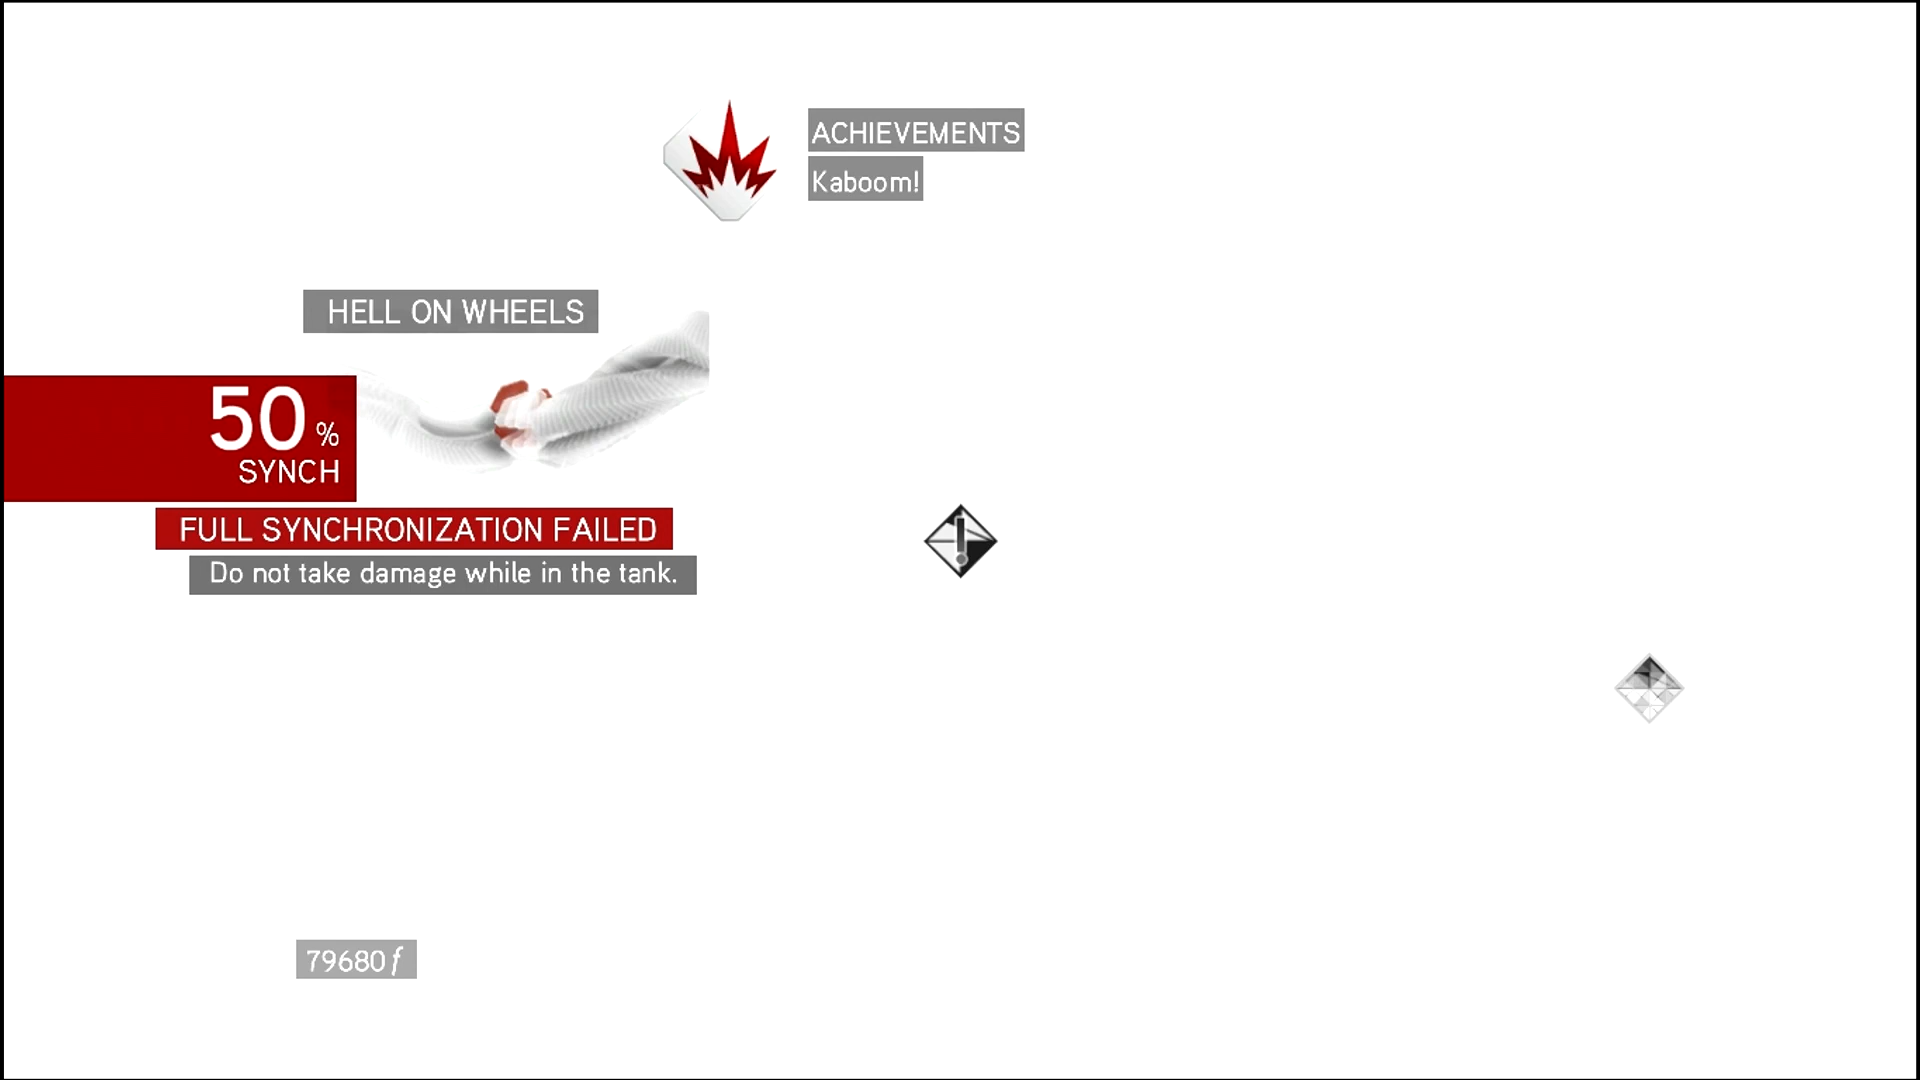 ACHIEVEMENTS
Kaboom!
HELL ON WHEELS
50 %
SYNCH
FULL SYNCHRONIZATION FAILED
Do not take damage while in the tank.
79680 ƒ